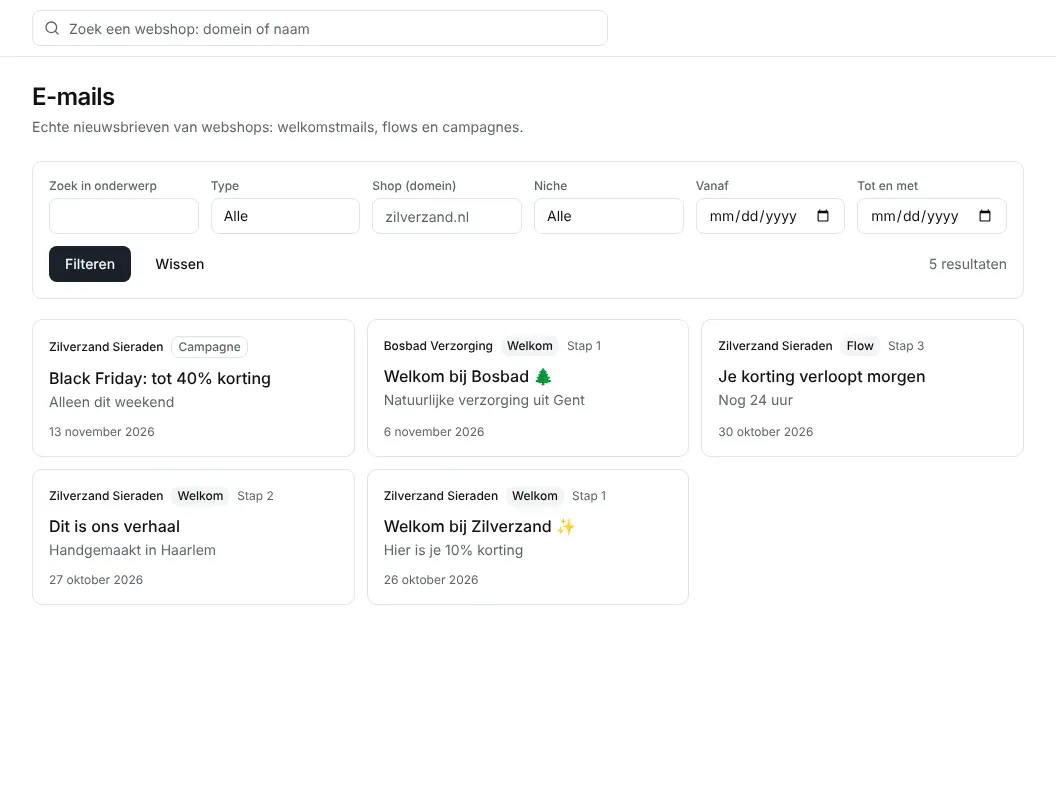 Zoek een webshop: domein of naam
E-mails
Echte nieuwsbrieven van webshops: welkomstmails, flows en campagnes.
Zoek in onderwerp
Type
Shop (domein)
Niche
Vanaf
Tot en met
Alle
zilverzand.nl
Alle
mm/dd/yyyy
mm/dd/yyyy
Filteren
Wissen
5 resultaten
Zilverzand Sieraden Campagne
Black Friday: tot 40% korting
Alleen dit weekend
13 november 2026
Bosbad Verzorging Welkom Stap 1
Welkom bij Bosbad 🌲
Natuurlijke verzorging uit Gent
6 november 2026
Zilverzand Sieraden Flow Stap 3
Je korting verloopt morgen
Nog 24 uur
30 oktober 2026
Zilverzand Sieraden Welkom Stap 2
Dit is ons verhaal
Handgemaakt in Haarlem
27 oktober 2026
Zilverzand Sieraden Welkom Stap 1
Welkom bij Zilverzand ✨
Hier is je 10% korting
26 oktober 2026